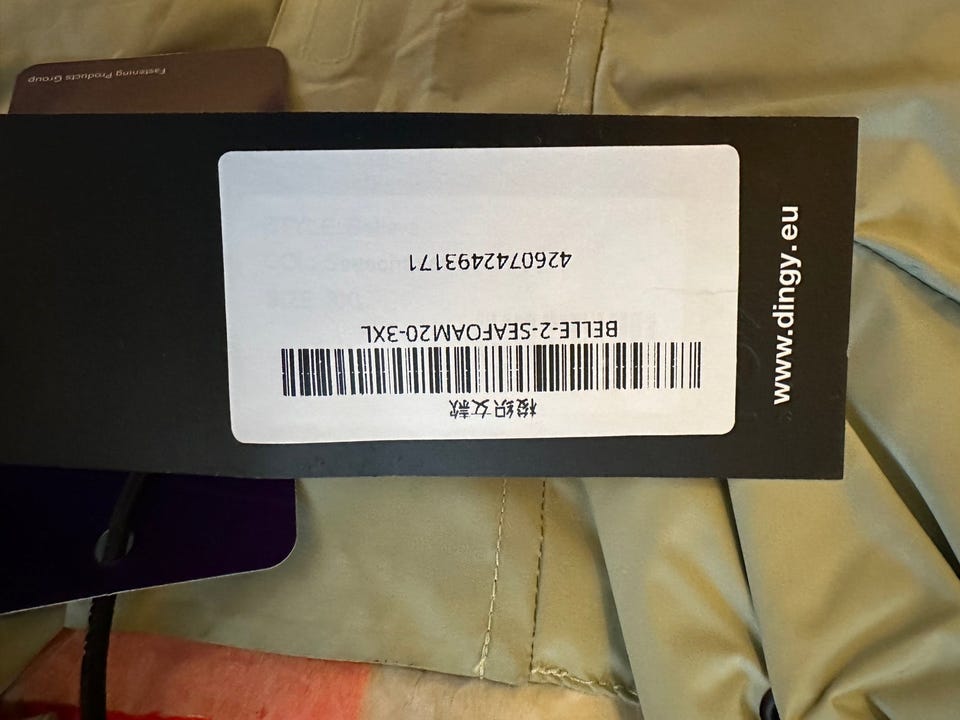 梭织女款
BELLE-2-SEAFOAM20-3XL
4260742493171
www.dingy.eu
Fastening Products Group